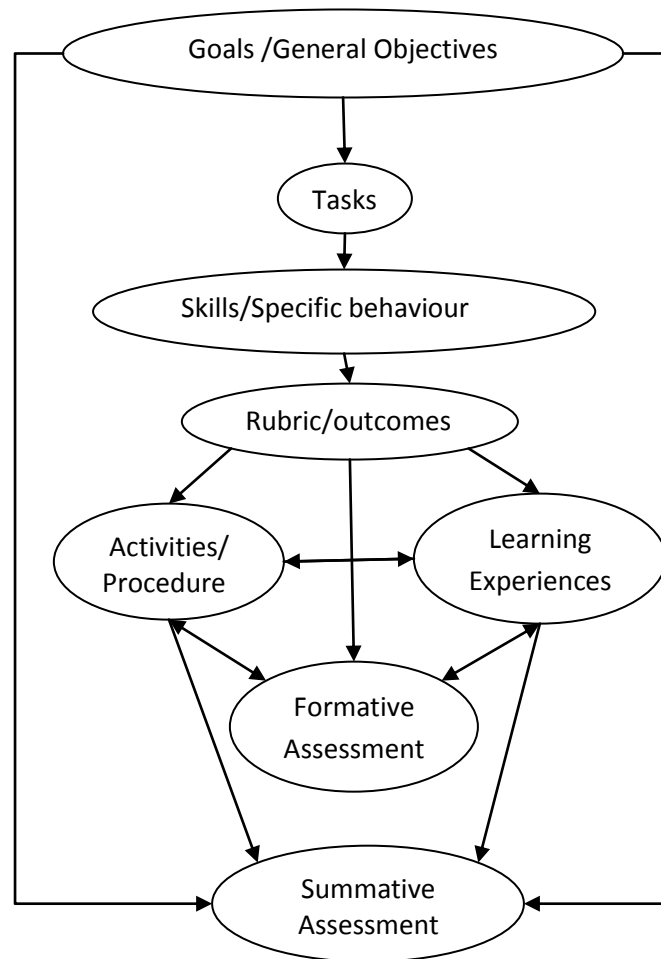 Goals /General Objectives
Tasks
Skills/Specific behaviour
Rubric/outcomes
Activities/
Procedure
Learning
Experiences
Formative
Assessment
Summative
Assessment